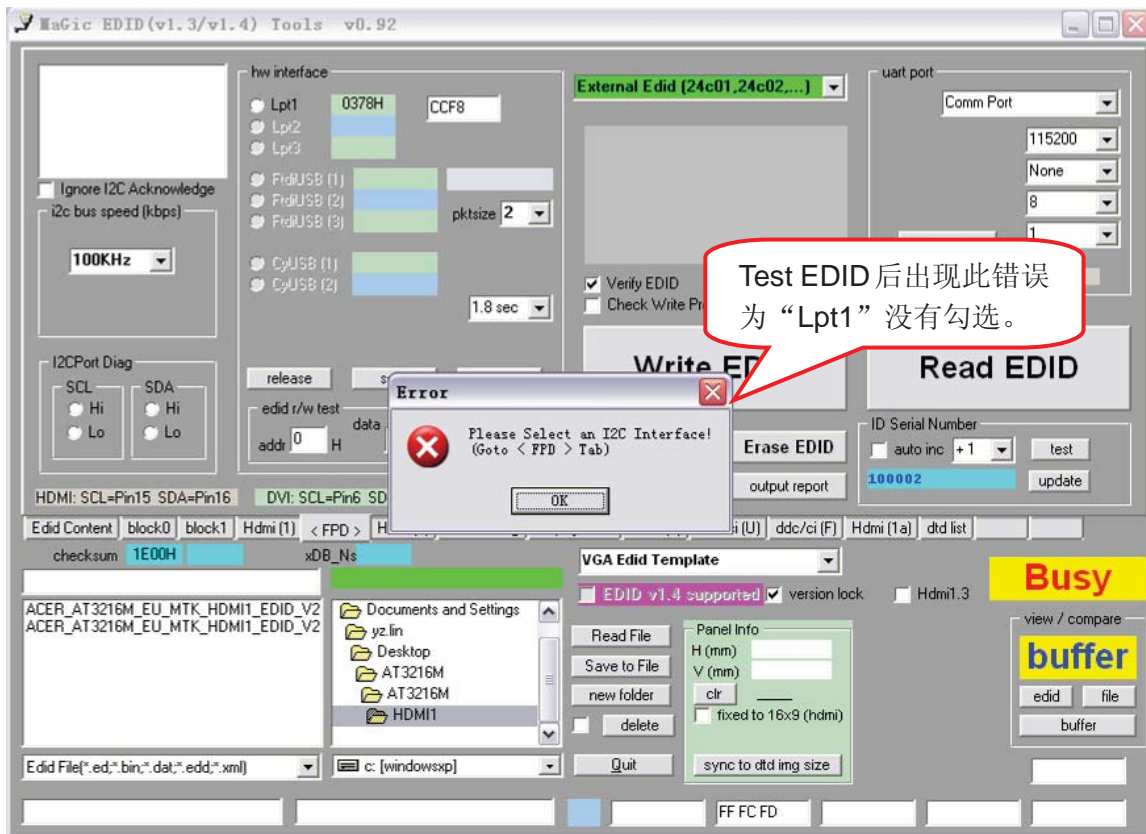 MaGic EDID(v1.3/v1.4) Tools v0.92
hw interface
Lpt1 0378H CCF8
Lpt2
Lpt3
FtdiUSB (1)
FtdiUSB (2)
FtdiUSB (3)
pktsize 2
CyUSB (1)
CyUSB (2)
1.8 sec
Ignore I2C Acknowledge
i2c bus speed (kbps)
100KHz
I2CPort Diag
SCL SDA
Hi Hi
Lo Lo
release
edid r/w test
addr 0 H data
External Edid (24c01,24c02,...)
Verify EDID
Check Write Pr
uart port
Comm Port
115200
None
8
1
Test EDID后出现此错误
为“Lpt1”没有勾选。
Write ED
Read EDID
Error
Please Select an I2C Interface!
(Goto < FPD > Tab)
OK
Erase EDID
output report
ID Serial Number
auto inc +1 test
100002 update
HDMI: SCL=Pin15 SDA=Pin16 DVI: SCL=Pin6 SD
Edid Content block0 block1 Hdmi (1) < FPD > H i (U) ddc/ci (F) Hdmi (1a) dtd list
checksum 1E00H xDB_Ns
ACER_AT3216M_EU_MTK_HDMI1_EDID_V2
ACER_AT3216M_EU_MTK_HDMI1_EDID_V2
Edid File(*.ed;*.bin;*.dat;*.edd;*.xml)
Documents and Settings
yz.lin
Desktop
AT3216M
AT3216M
HDMI1
c: [windowsxp]
VGA Edid Template
EDID v1.4 supported version lock Hdmi1.3
Read File
Save to File
new folder
delete
Quit
Panel Info
H (mm)
V (mm)
clr
fixed to 16x9 (hdmi)
sync to dtd img size
Busy
view / compare
buffer
edid file
buffer
FF FC FD